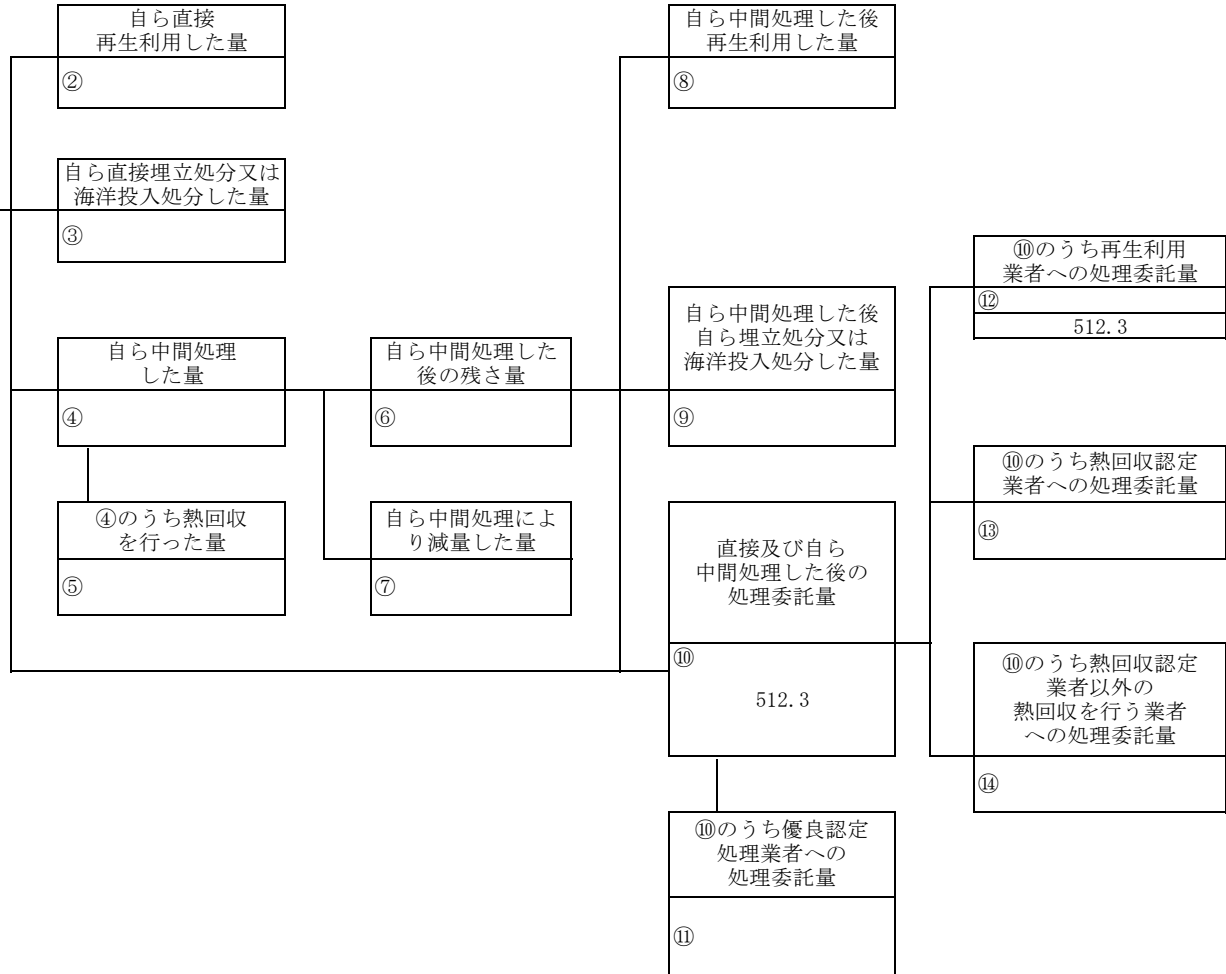 自ら直接
再生利用した量
②
自ら直接埋立処分又は
海洋投入処分した量
③
自ら中間処理
した量
④
④のうち熱回収
を行った量
⑤
自ら中間処理した
後の残さ量
⑥
自ら中間処理によ
り減量した量
⑦
自ら中間処理した後
再生利用した量
⑧
自ら中間処理した後
自ら埋立処分又は
海洋投入処分した量
⑨
直接及び自ら
中間処理した後の
処理委託量
⑩
512.3
⑩のうち優良認定
処理業者への
処理委託量
⑪
⑩のうち再生利用
業者への処理委託量
⑫
512.3
⑩のうち熱回収認定
業者への処理委託量
⑬
⑩のうち熱回収認定
業者以外の
熱回収を行う業者
への処理委託量
⑭